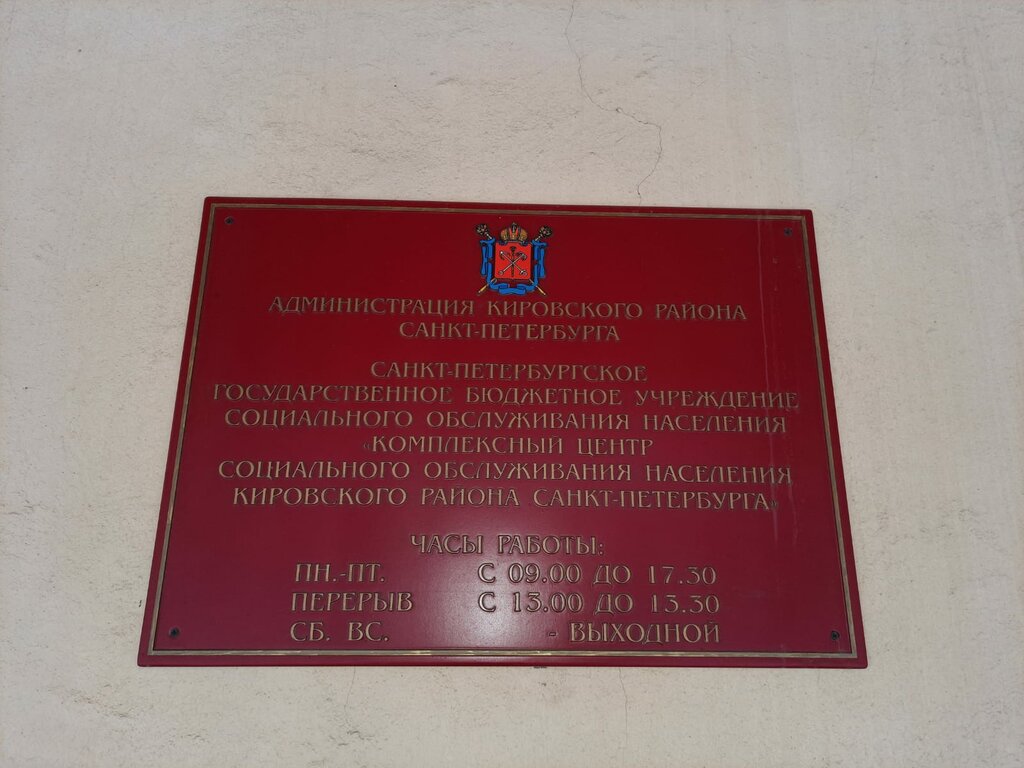 АДМИНИСТРАЦИЯ КИРОВСКОГО РАЙОНА
САНКТ-ПЕТЕРБУРГА
САНКТ-ПЕТЕРБУРГСКОЕ
ГОСУДАРСТВЕННОЕ БЮДЖЕТНОЕ УЧРЕЖДЕНИЕ
СОЦИАЛЬНОГО ОБСЛУЖИВАНИЯ НАСЕЛЕНИЯ
«КОМПЛЕКСНЫЙ ЦЕНТР
СОЦИАЛЬНОГО ОБСЛУЖИВАНИЯ НАСЕЛЕНИЯ
КИРОВСКОГО РАЙОНА САНКТ-ПЕТЕРБУРГА»
ЧАСЫ РАБОТЫ:
ПН.-ПТ. С 09.00 ДО 17.30
ПЕРЕРЫВ С 13.00 ДО 13.30
СБ. ВС. - ВЫХОДНОЙ